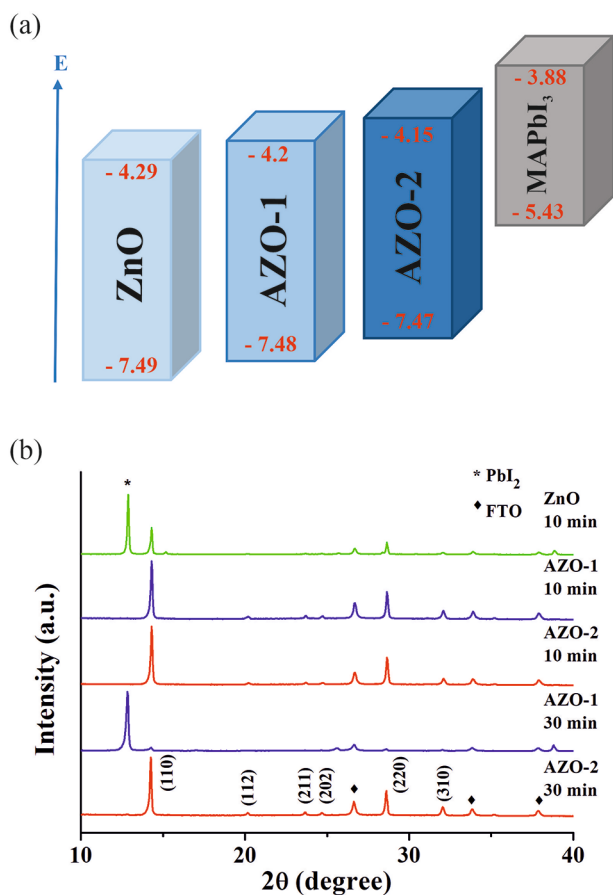 (a)
E
- 4.29
ZnO
- 7.49
- 4.2
AZO-1
- 7.48
- 4.15
AZO-2
- 7.47
- 3.88
MAPbI₃
- 5.43
(b)
*
* PbI₂
♦ FTO
ZnO
10 min
AZO-1
10 min
AZO-2
10 min
AZO-1
30 min
AZO-2
30 min
(110)
(112)
(211)
(202)
♦
(220)
(310)
♦
♦
Intensity (a.u.)
10
20
30
40
2θ (degree)